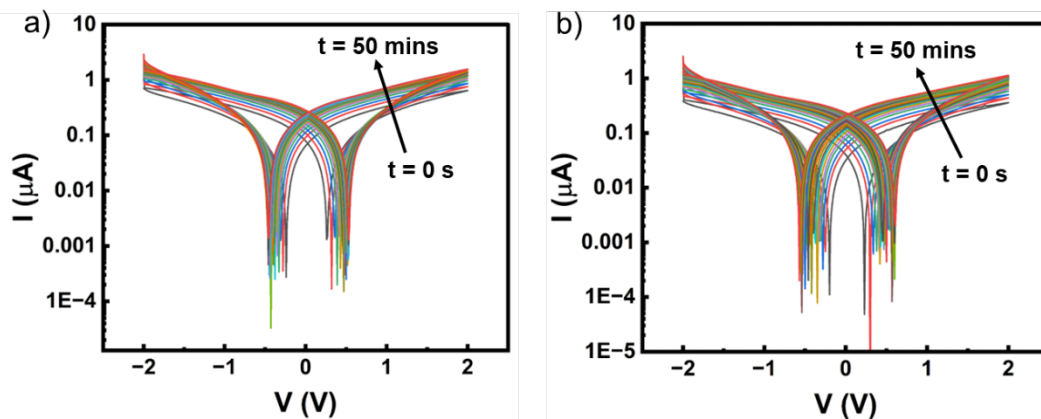 a)
10
1
0.1
0.01
0.001
1E−4
I (μA)
t = 50 mins
t = 0 s
−2 −1 0 1 2
V (V)
b)
10
1
0.1
0.01
0.001
1E−4
1E−5
I (μA)
t = 50 mins
t = 0 s
−2 −1 0 1 2
V (V)